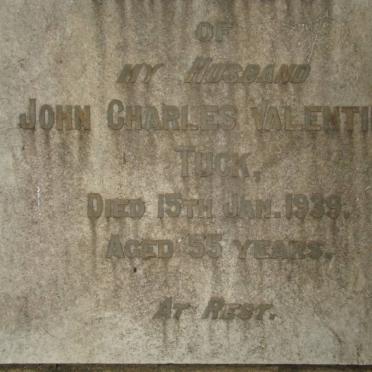 OF
MY HUSBAND
JOHN CHARLES VALENTI
TUCK,
DIED 15TH JAN. 1939.
AGED 55 YEARS.
AT REST.